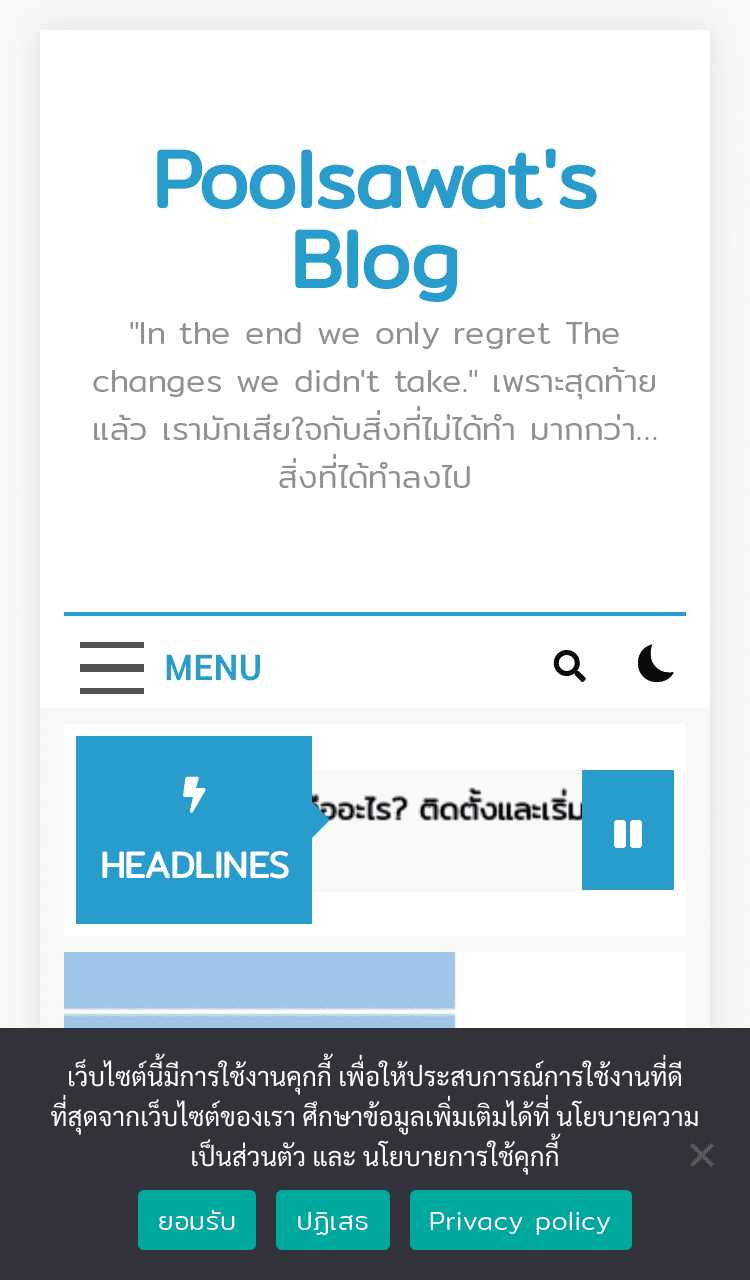 Poolsawat's
Blog
"In the end we only regret The
changes we didn't take." เพราะสุดท้าย
แล้ว เรามักเสียใจกับสิ่งที่ไม่ได้ทำ มากกว่า...
สิ่งที่ได้ทำลงไป
MENU
HEADLINES
คืออะไร? ติดตั้งและเริ่ม
เว็บไซต์นี้มีการใช้งานคุกกี้ เพื่อให้ประสบการณ์การใช้งานที่ดี
ที่สุดจากเว็บไซต์ของเรา ศึกษาข้อมูลเพิ่มเติมได้ที่ นโยบายความ
เป็นส่วนตัว และ นโยบายการใช้คุกกี้
ยอมรับ
ปฏิเสธ
Privacy policy